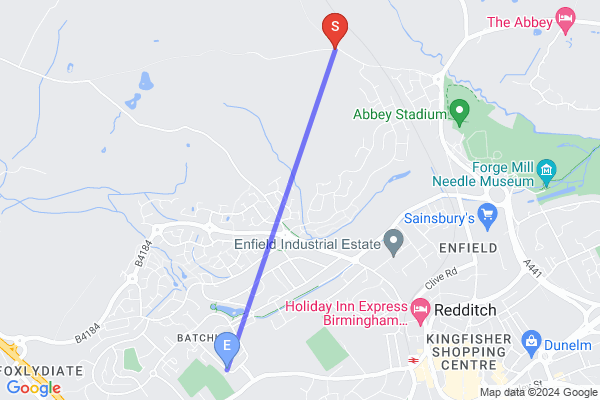 S
The Abbey
Abbey Stadium
Forge Mill
Needle Museum
Sainsbury's
Enfield Industrial Estate
ENFIELD
B4184
A441
Clive Rd
Holiday Inn Express
Birmingham...
Redditch
B4184
BATCH
E
KINGFISHER
SHOPPING
CENTRE
Dunelm
FOXLYDIATE
Google
St
Map data ©2024 Google